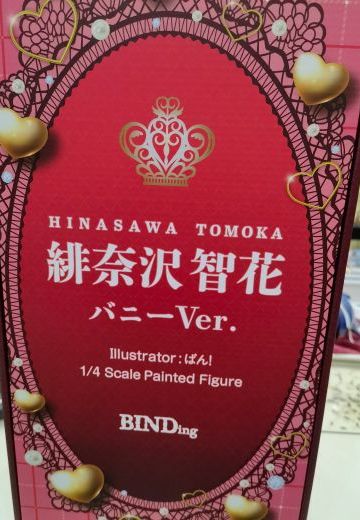 HINASAWA TOMOKA
緋奈沢 智花
バニーVer.
Illustrator : ぱん!
1/4 Scale Painted Figure
BINDing